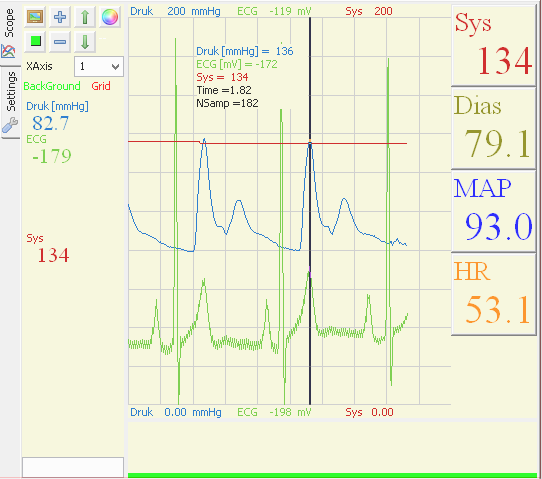 Scope
Settings
XAxis 1
BackGround Grid
Druk [mmHg]
82.7
ECG
-179
Sys
134
Druk 200 mmHg ECG -119 mV Sys 200
Druk [mmHg] = 136
ECG [mV] = -172
Sys = 134
Time =1.82
NSamp =182
Druk 0.00 mmHg ECG -198 mV Sys 0.00
Sys
134
Dias
79.1
MAP
93.0
HR
53.1